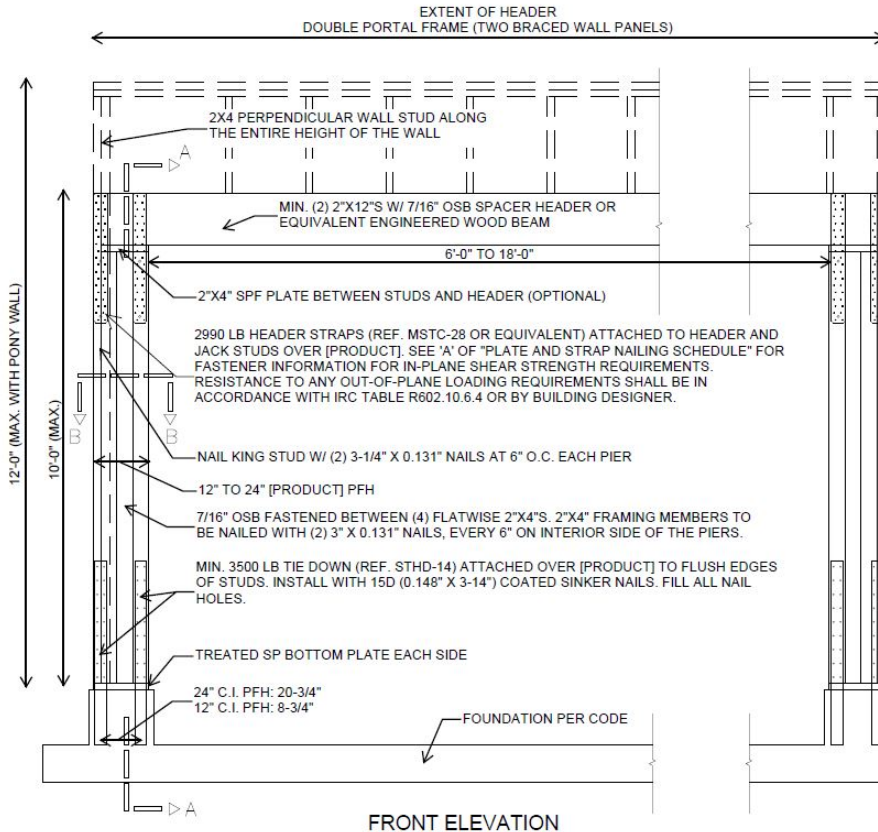 EXTENT OF HEADER
DOUBLE PORTAL FRAME (TWO BRACED WALL PANELS)
2X4 PERPENDICULAR WALL STUD ALONG
THE ENTIRE HEIGHT OF THE WALL
A
MIN. (2) 2"X12"S W/ 7/16" OSB SPACER HEADER OR
EQUIVALENT ENGINEERED WOOD BEAM
6'-0" TO 18'-0"
2"X4" SPF PLATE BETWEEN STUDS AND HEADER (OPTIONAL)
12'-0" (MAX. WITH PONY WALL)
10'-0" (MAX.)
2990 LB HEADER STRAPS (REF. MSTC-28 OR EQUIVALENT) ATTACHED TO HEADER AND
JACK STUDS OVER [PRODUCT]. SEE 'A' OF "PLATE AND STRAP NAILING SCHEDULE" FOR
FASTENER INFORMATION FOR IN-PLANE SHEAR STRENGTH REQUIREMENTS.
RESISTANCE TO ANY OUT-OF-PLANE LOADING REQUIREMENTS SHALL BE IN
ACCORDANCE WITH IRC TABLE R602.10.6.4 OR BY BUILDING DESIGNER.
B B
NAIL KING STUD W/ (2) 3-1/4" X 0.131" NAILS AT 6" O.C. EACH PIER
12" TO 24" [PRODUCT] PFH
7/16" OSB FASTENED BETWEEN (4) FLATWISE 2"X4"S. 2"X4" FRAMING MEMBERS TO
BE NAILED WITH (2) 3" X 0.131" NAILS, EVERY 6" ON INTERIOR SIDE OF THE PIERS.
MIN. 3500 LB TIE DOWN (REF. STHD-14) ATTACHED OVER [PRODUCT] TO FLUSH EDGES
OF STUDS. INSTALL WITH 15D (0.148" X 3-14") COATED SINKER NAILS. FILL ALL NAIL
HOLES.
TREATED SP BOTTOM PLATE EACH SIDE
24" C.I. PFH: 20-3/4"
12" C.I. PFH: 8-3/4"
FOUNDATION PER CODE
A
FRONT ELEVATION